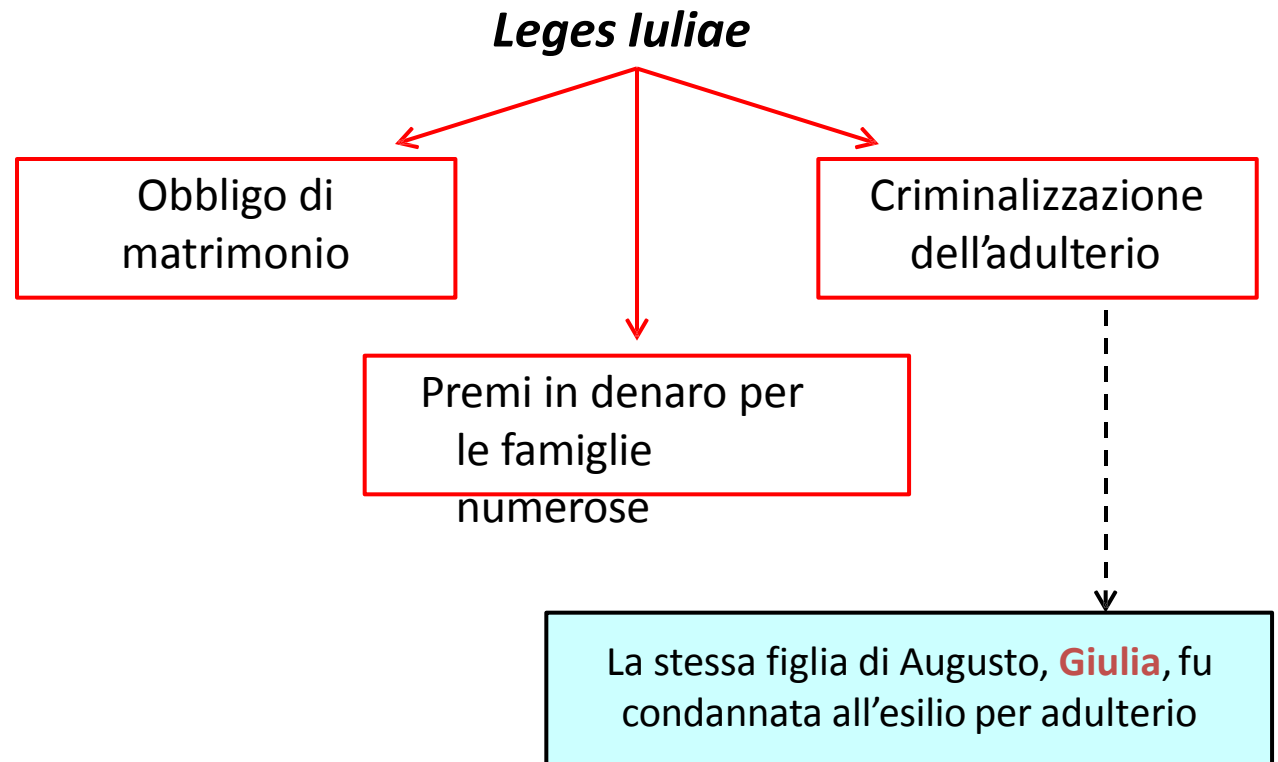 Leges Iuliae
Obbligo di
matrimonio
Criminalizzazione
dell’adulterio
Premi in denaro per
le famiglie
numerose
La stessa figlia di Augusto, Giulia, fu
condannata all’esilio per adulterio